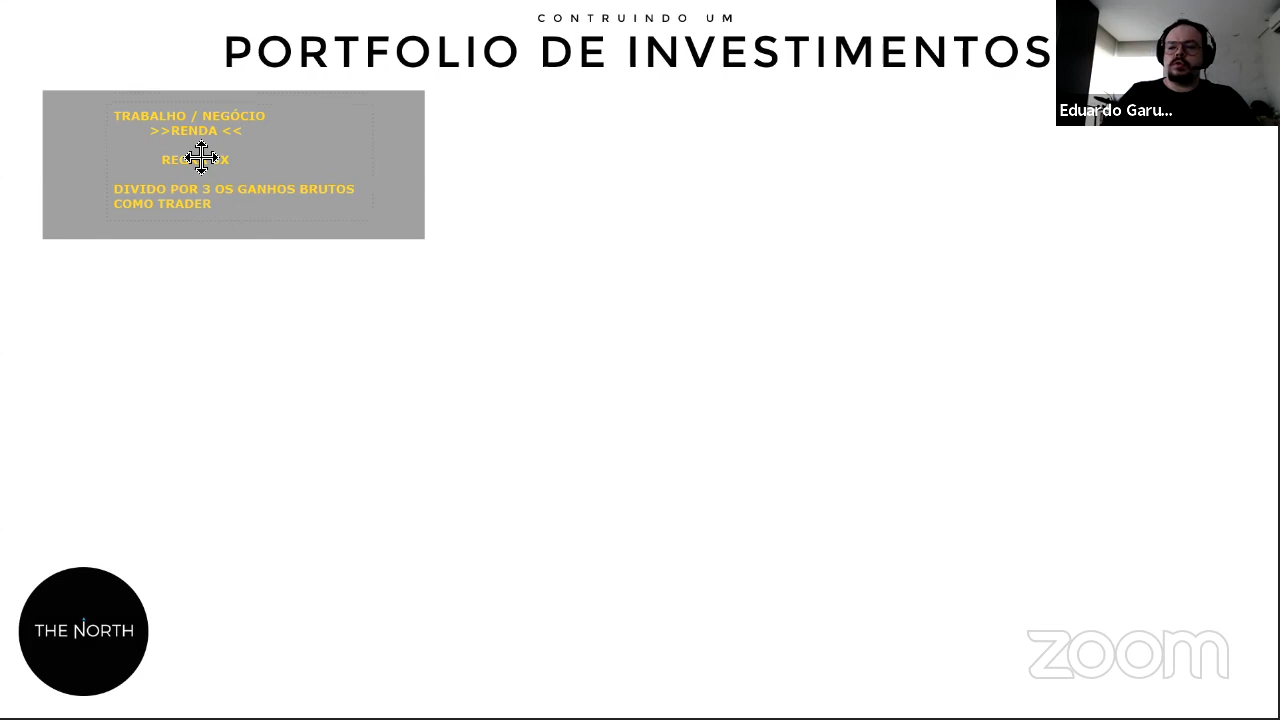 CONTRUINDO UM
PORTFOLIO DE INVESTIMENTOS
Eduardo Garu...
TRABALHO / NEGÓCIO
>>RENDA <<
DIVIDO POR 3 OS GANHOS BRUTOS
COMO TRADER
THE NORTH
zoom